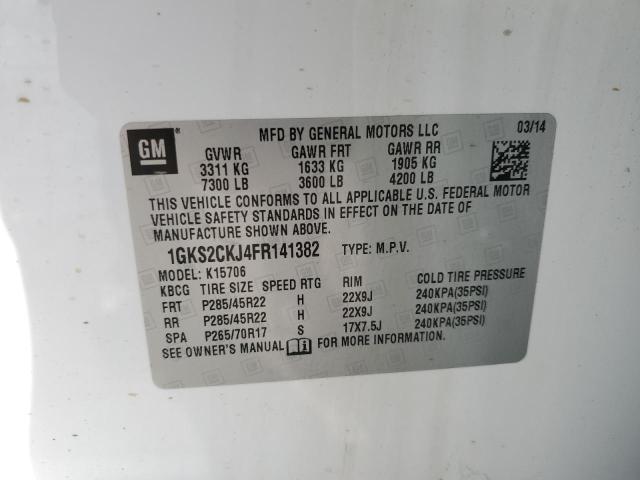 GM ®
MFD BY GENERAL MOTORS LLC 03/14
GVWR GAWR FRT GAWR RR
3311 KG 1633 KG 1905 KG
7300 LB 3600 LB 4200 LB
THIS VEHICLE CONFORMS TO ALL APPLICABLE U.S. FEDERAL MOTOR
VEHICLE SAFETY STANDARDS IN EFFECT ON THE DATE OF
MANUFACTURE SHOWN ABOVE.
1GKS2CKJ4FR141382 TYPE: M.P.V.
MODEL: K15706
KBCG TIRE SIZE SPEED RTG RIM COLD TIRE PRESSURE
FRT P285/45R22 H 22X9J 240KPA(35PSI)
RR P285/45R22 H 22X9J 240KPA(35PSI)
SPA P265/70R17 S 17X7.5J 240KPA(35PSI)
SEE OWNER'S MANUAL FOR MORE INFORMATION.